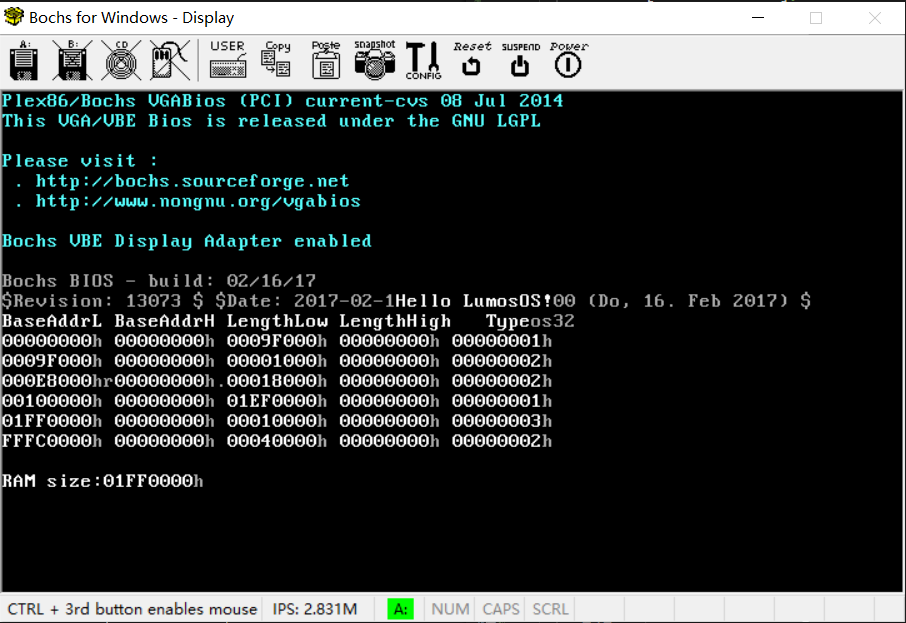 Bochs for Windows - Display
A: B: CD USER Copy Paste snapshot CONFIG Reset SUSPEND Power
Plex86/Bochs VGABios (PCI) current-cvs 08 Jul 2014
This VGA/VBE Bios is released under the GNU LGPL
Please visit :
. http://bochs.sourceforge.net
. http://www.nongnu.org/vgabios
Bochs VBE Display Adapter enabled
Bochs BIOS - build: 02/16/17
$Revision: 13073 $ $Date: 2017-02-1Hello LumosOS!00 (Do, 16. Feb 2017) $
BaseAddrL BaseAddrH LengthLow LengthHigh   Typeos32
00000000h 00000000h 0009F000h 00000000h 00000001h
0009F000h 00000000h 00001000h 00000000h 00000002h
000E8000hr00000000h.00018000h 00000000h 00000002h
00100000h 00000000h 01EF0000h 00000000h 00000001h
01FF0000h 00000000h 00010000h 00000000h 00000003h
FFFC0000h 00000000h 00040000h 00000000h 00000002h
RAM size:01FF0000h
CTRL + 3rd button enables mouse IPS: 2.831M A: NUM CAPS SCRL